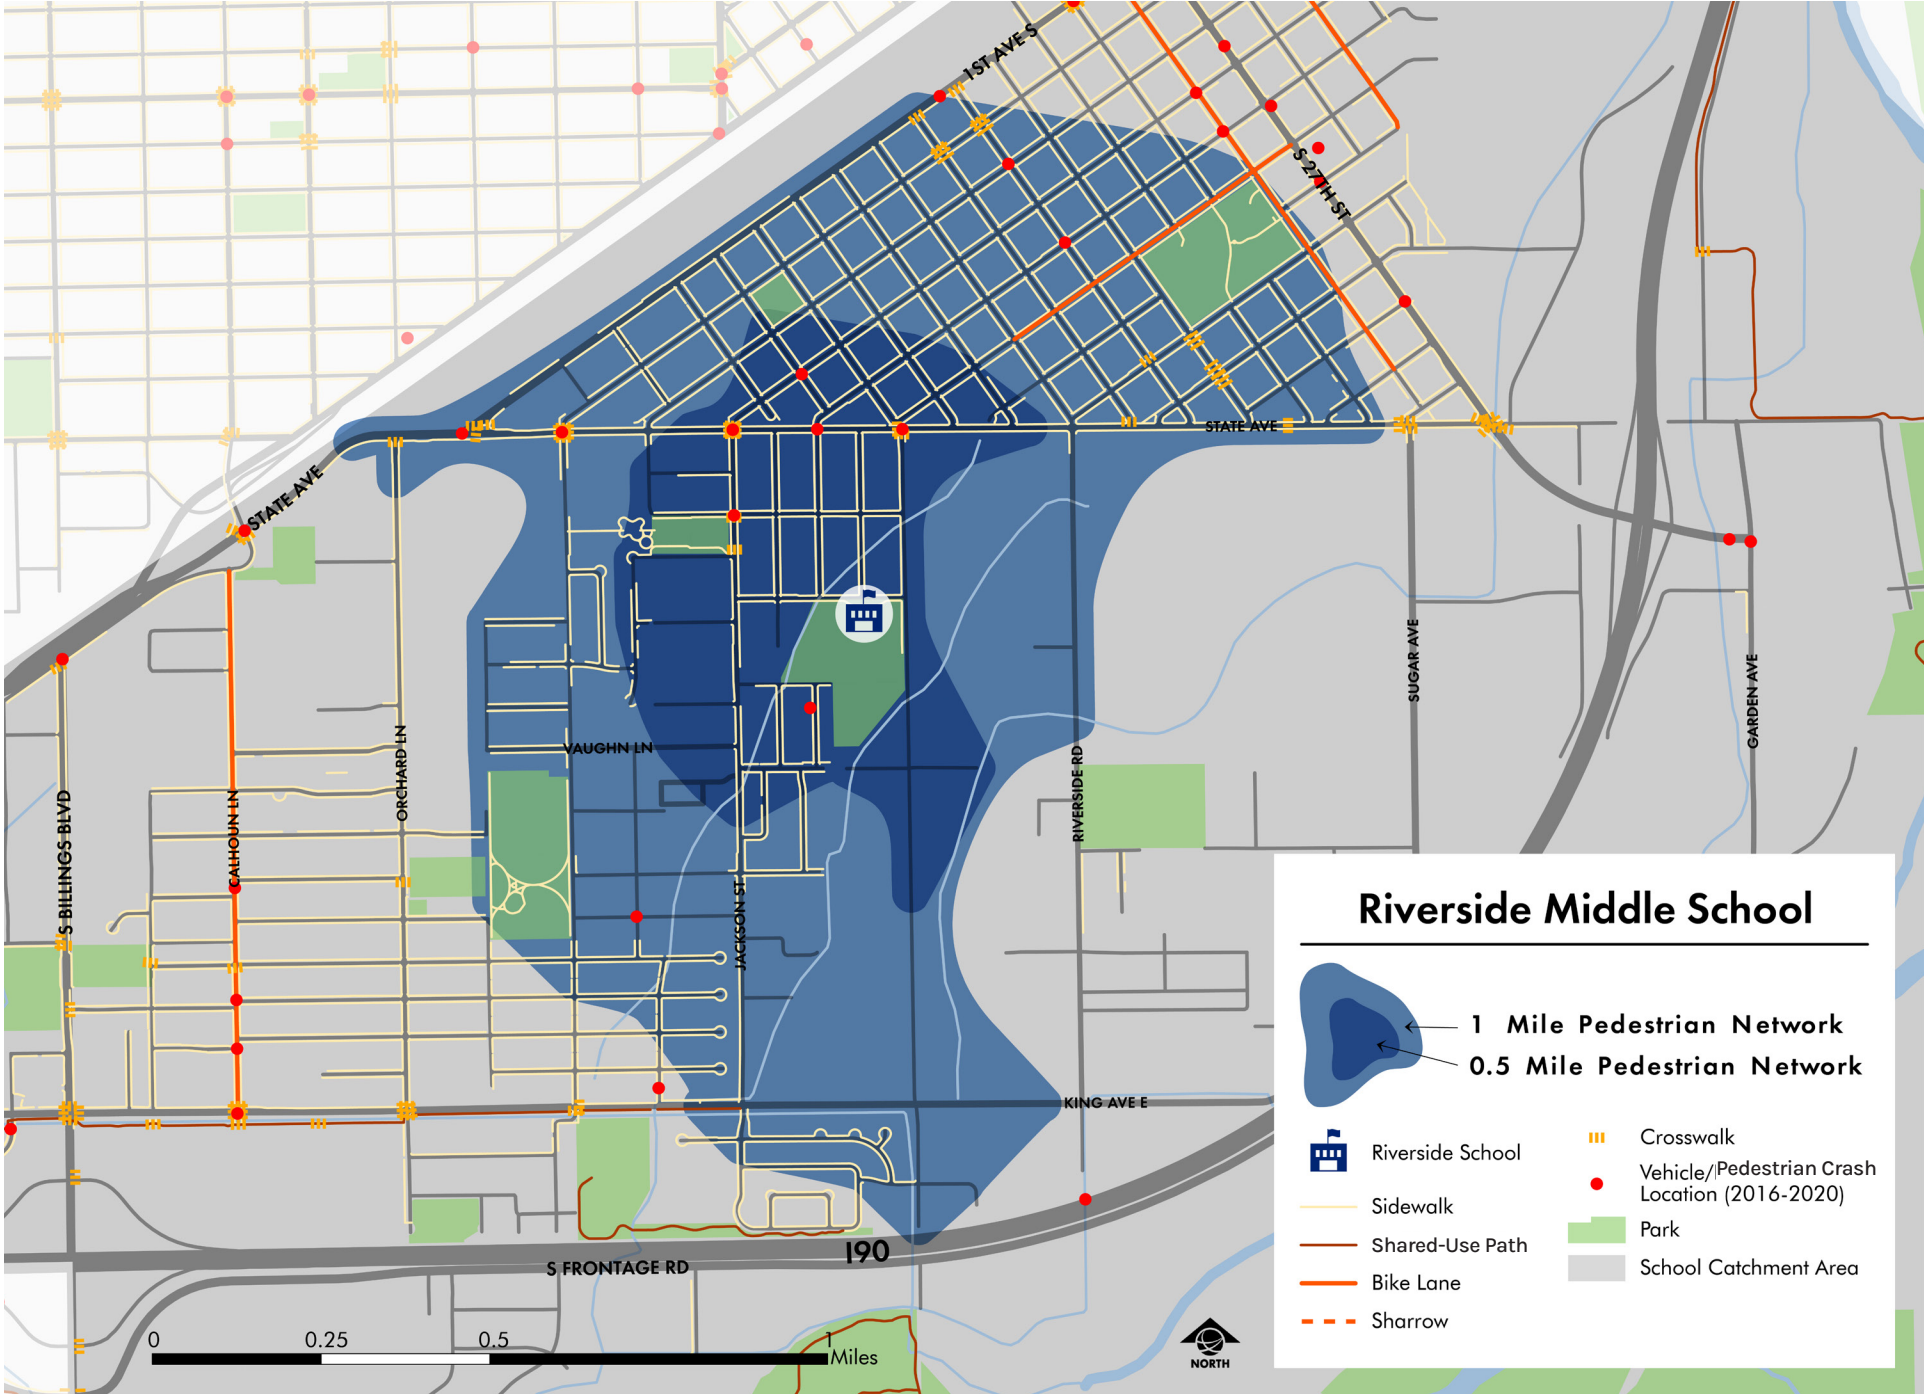 1ST AVE S
S 27TH ST
STATE AVE
STATE AVE
SUGAR AVE
GARDEN AVE
VAUGHN LN
ORCHARD LN
RIVERSIDE RD
CALHOUN LN
S BILLINGS BLVD
JACKSON ST
KING AVE E
I90
S FRONTAGE RD
0 0.25 0.5 1
Miles
NORTH
Riverside Middle School
1 Mile Pedestrian Network
0.5 Mile Pedestrian Network
Riverside School
Sidewalk
Shared-Use Path
Bike Lane
Sharrow
Crosswalk
Vehicle/Pedestrian Crash
Location (2016-2020)
Park
School Catchment Area